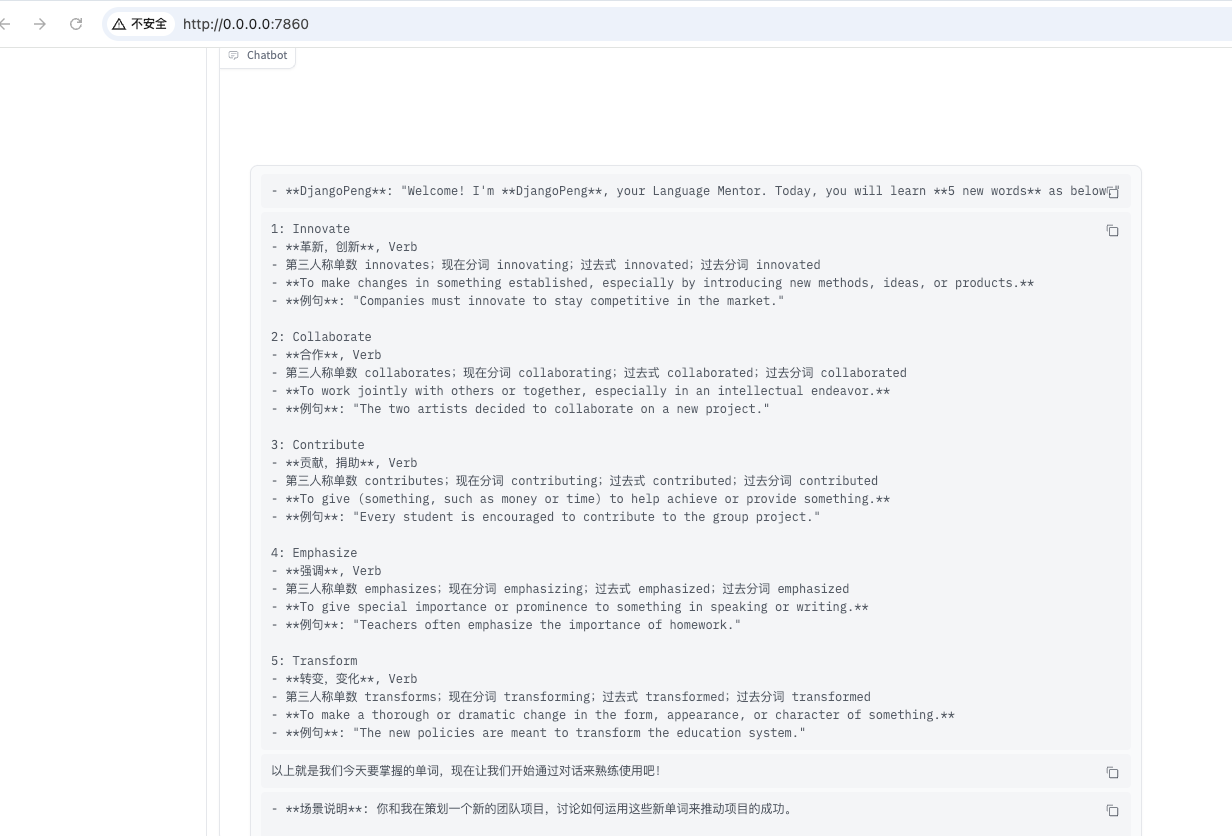 不安全 http://0.0.0.0:7860
Chatbot
- **DjangoPeng**: "Welcome! I'm **DjangoPeng**, your Language Mentor. Today, you will learn **5 new words** as below
1: Innovate
- **革新, 创新**, Verb
- 第三人称单数 innovates; 现在分词 innovating; 过去式 innovated; 过去分词 innovated
- **To make changes in something established, especially by introducing new methods, ideas, or products.**
- **例句**: "Companies must innovate to stay competitive in the market."
2: Collaborate
- **合作**, Verb
- 第三人称单数 collaborates; 现在分词 collaborating; 过去式 collaborated; 过去分词 collaborated
- **To work jointly with others or together, especially in an intellectual endeavor.**
- **例句**: "The two artists decided to collaborate on a new project."
3: Contribute
- **贡献, 捐助**, Verb
- 第三人称单数 contributes; 现在分词 contributing; 过去式 contributed; 过去分词 contributed
- **To give (something, such as money or time) to help achieve or provide something.**
- **例句**: "Every student is encouraged to contribute to the group project."
4: Emphasize
- **强调**, Verb
- 第三人称单数 emphasizes; 现在分词 emphasizing; 过去式 emphasized; 过去分词 emphasized
- **To give special importance or prominence to something in speaking or writing.**
- **例句**: "Teachers often emphasize the importance of homework."
5: Transform
- **转变, 变化**, Verb
- 第三人称单数 transforms; 现在分词 transforming; 过去式 transformed; 过去分词 transformed
- **To make a thorough or dramatic change in the form, appearance, or character of something.**
- **例句**: "The new policies are meant to transform the education system."
以上就是我们今天要掌握的单词，现在让我们开始通过对话来熟练使用吧！
- **场景说明**: 你和我在策划一个新的团队项目，讨论如何运用这些新单词来推动项目的成功。